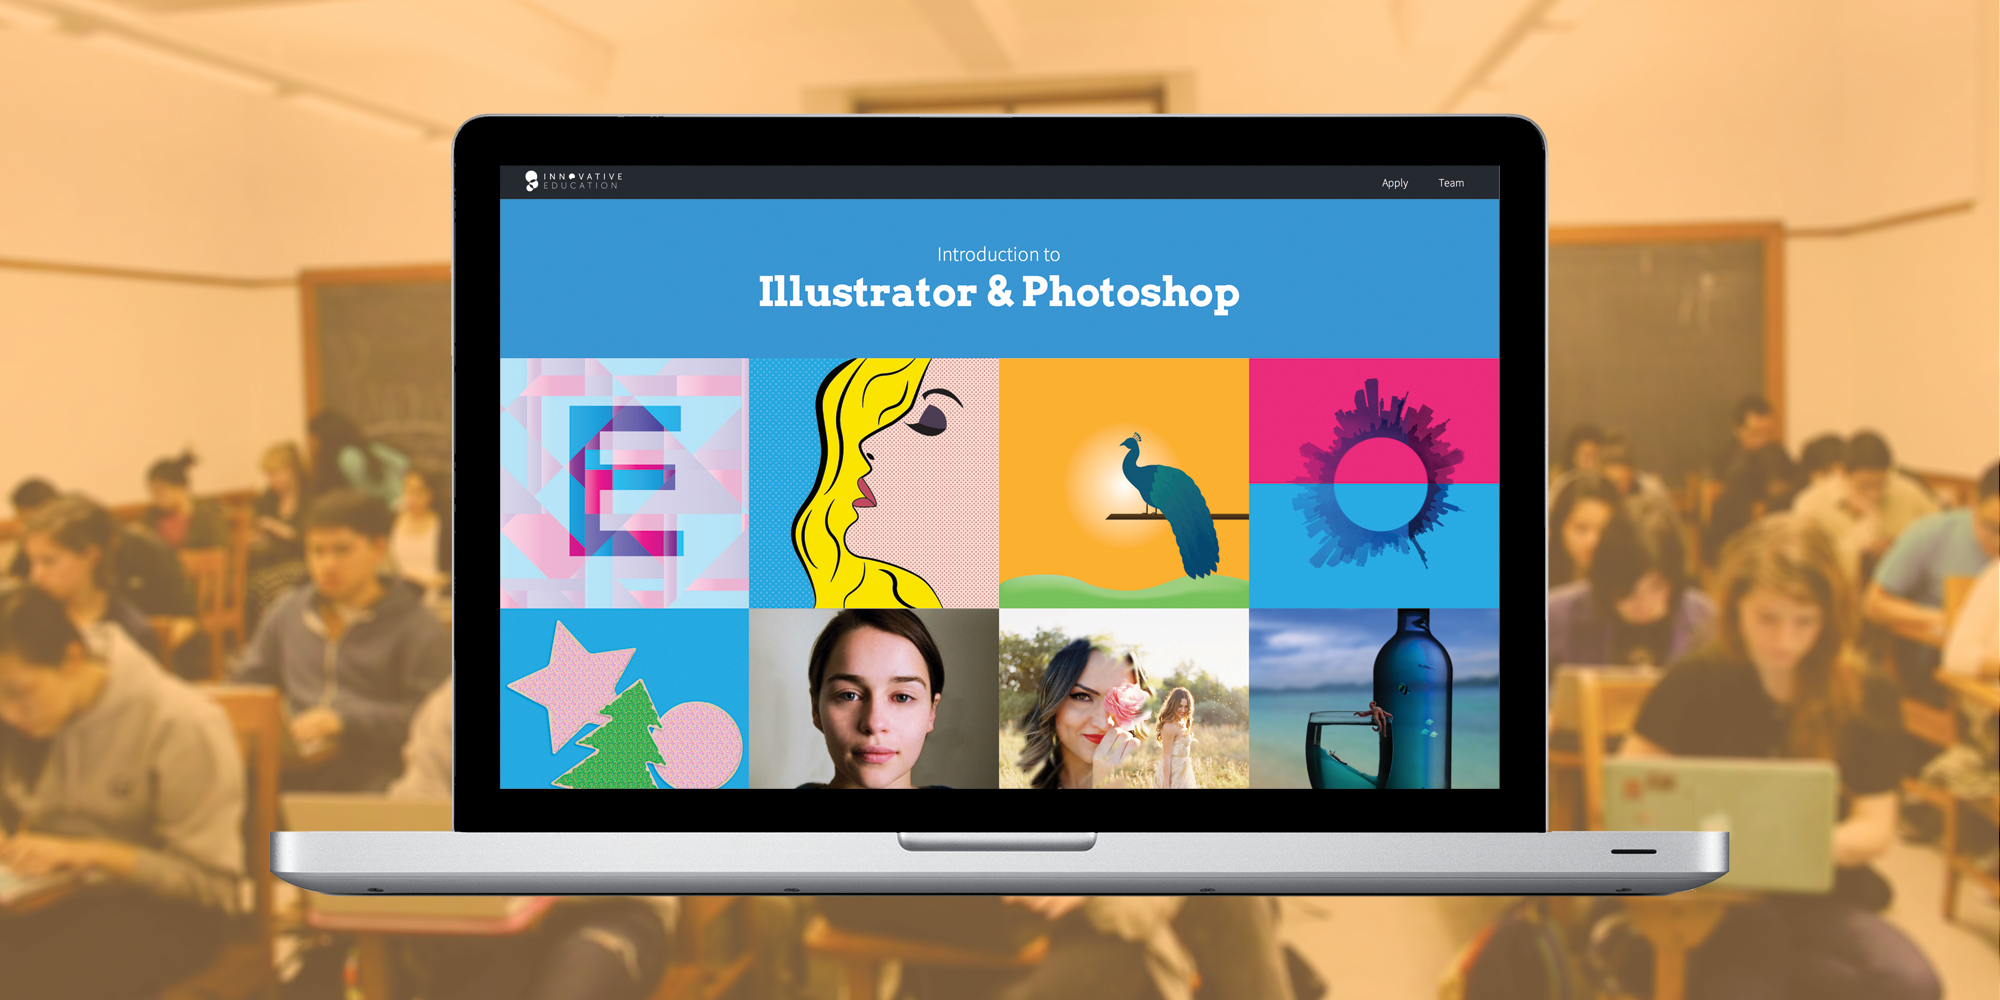 INNOVATIVE
EDUCATION
Apply
Team
Introduction to
Illustrator & Photoshop
E